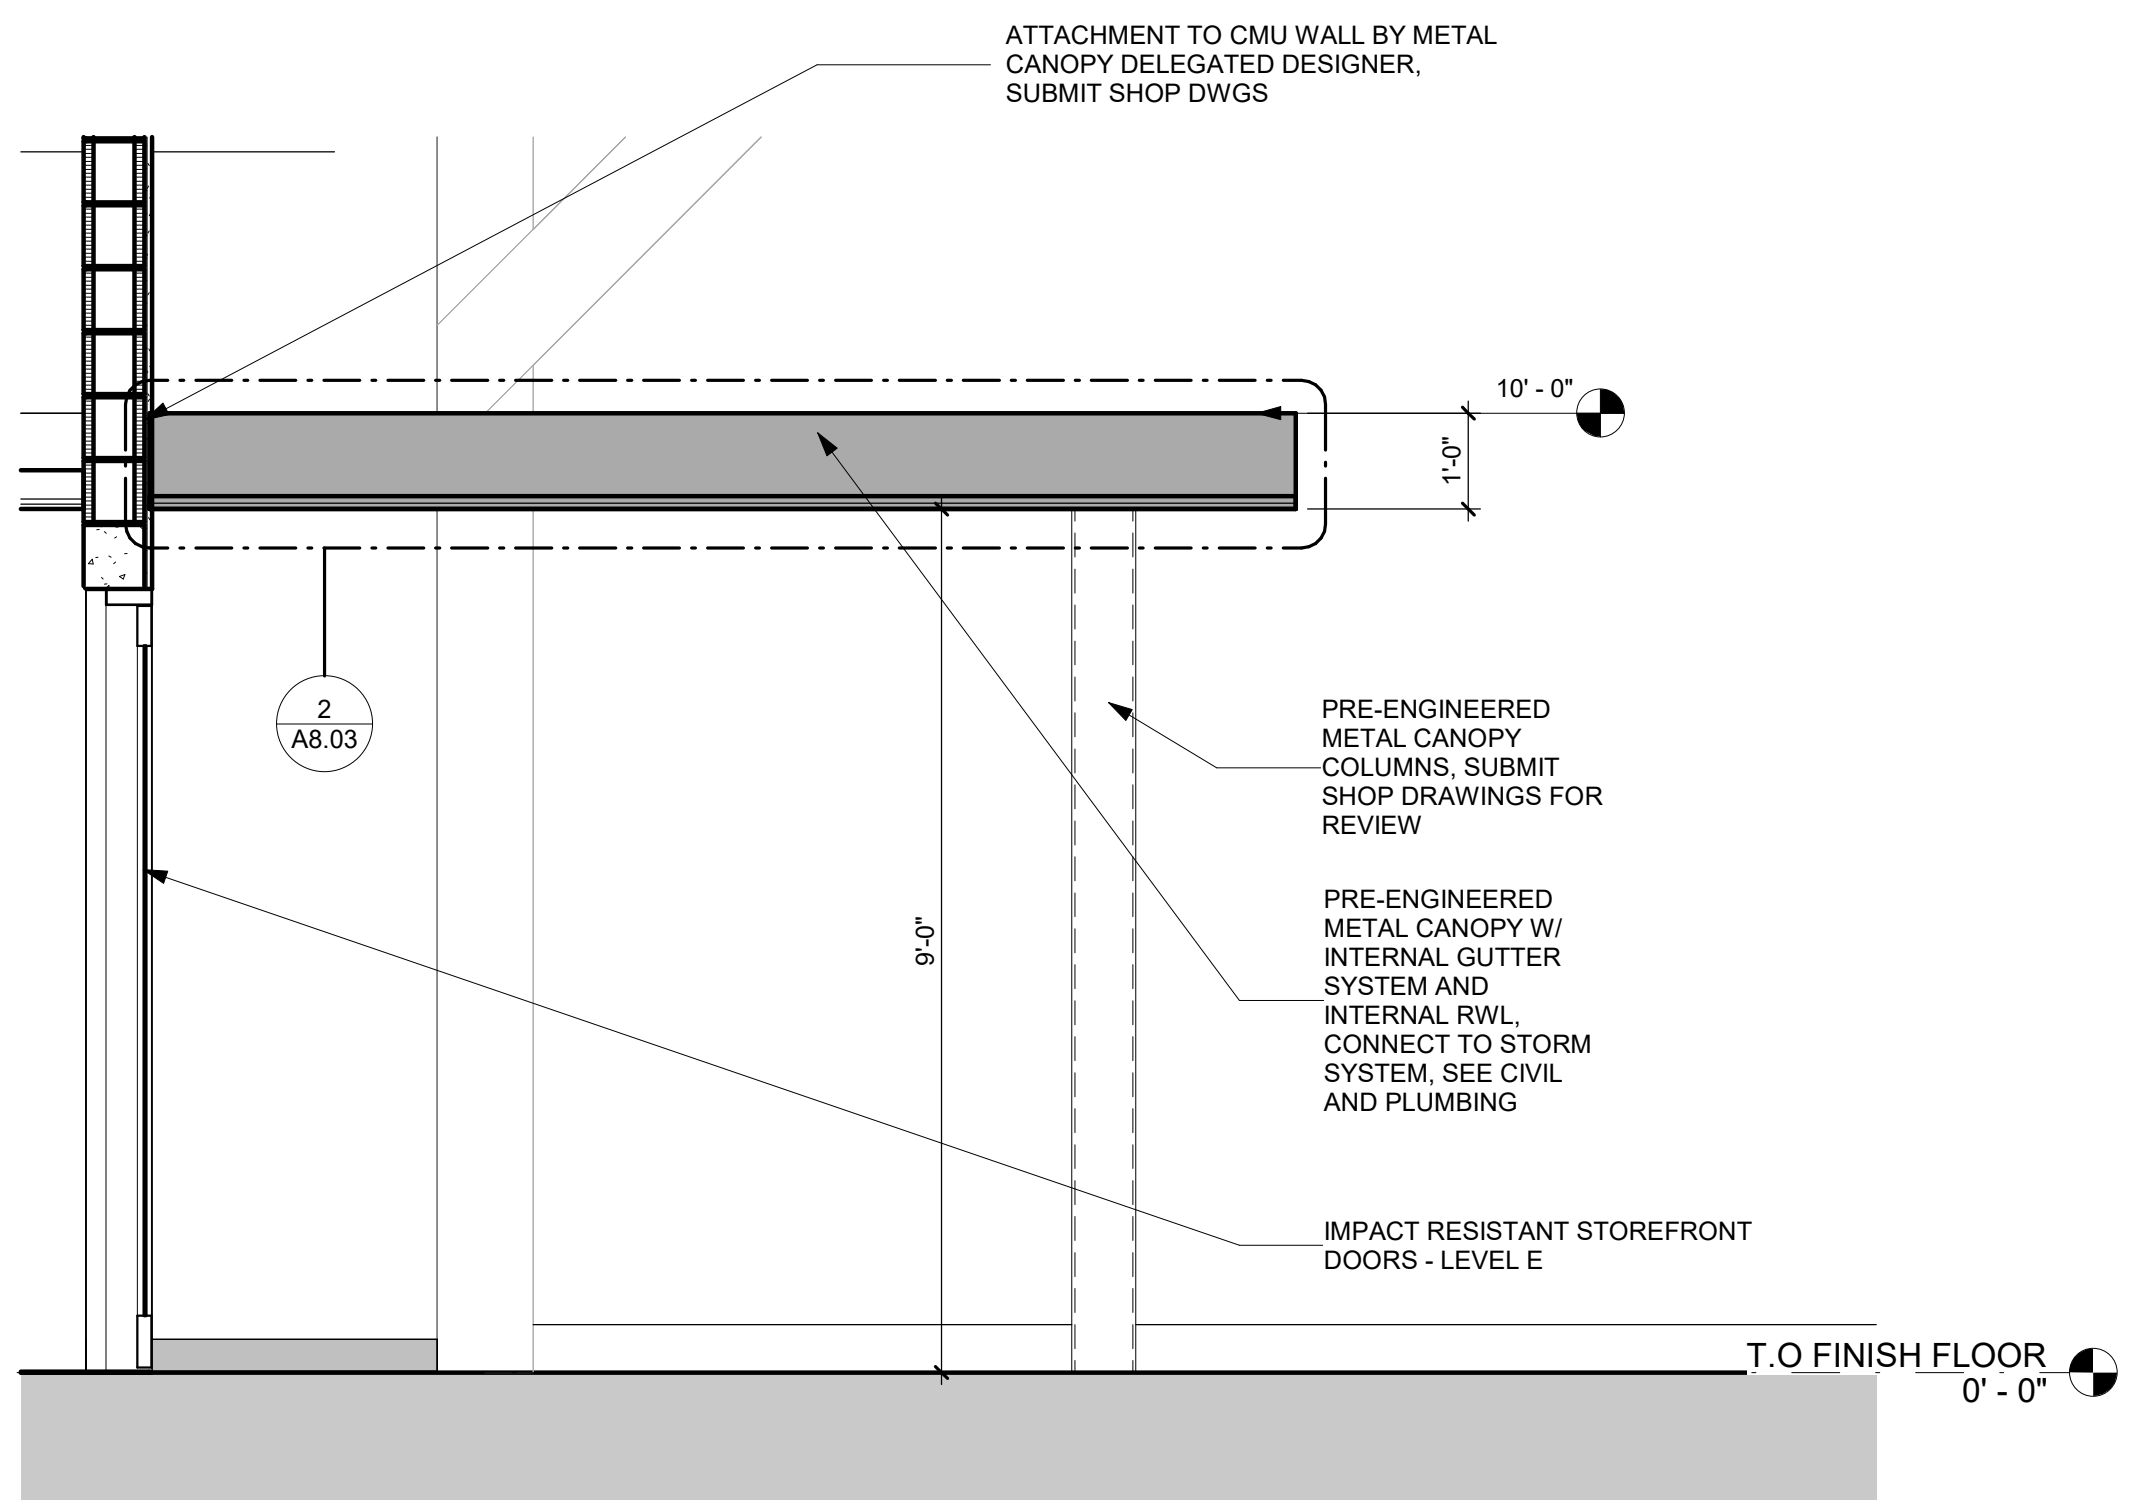 ATTACHMENT TO CMU WALL BY METAL
CANOPY DELEGATED DESIGNER,
SUBMIT SHOP DWGS
10' - 0"
1'-0"
2
A8.03
PRE-ENGINEERED
METAL CANOPY
COLUMNS, SUBMIT
SHOP DRAWINGS FOR
REVIEW
9'-0"
PRE-ENGINEERED
METAL CANOPY W/
INTERNAL GUTTER
SYSTEM AND
INTERNAL RWL,
CONNECT TO STORM
SYSTEM, SEE CIVIL
AND PLUMBING
IMPACT RESISTANT STOREFRONT
DOORS - LEVEL E
T.O FINISH FLOOR
0' - 0"